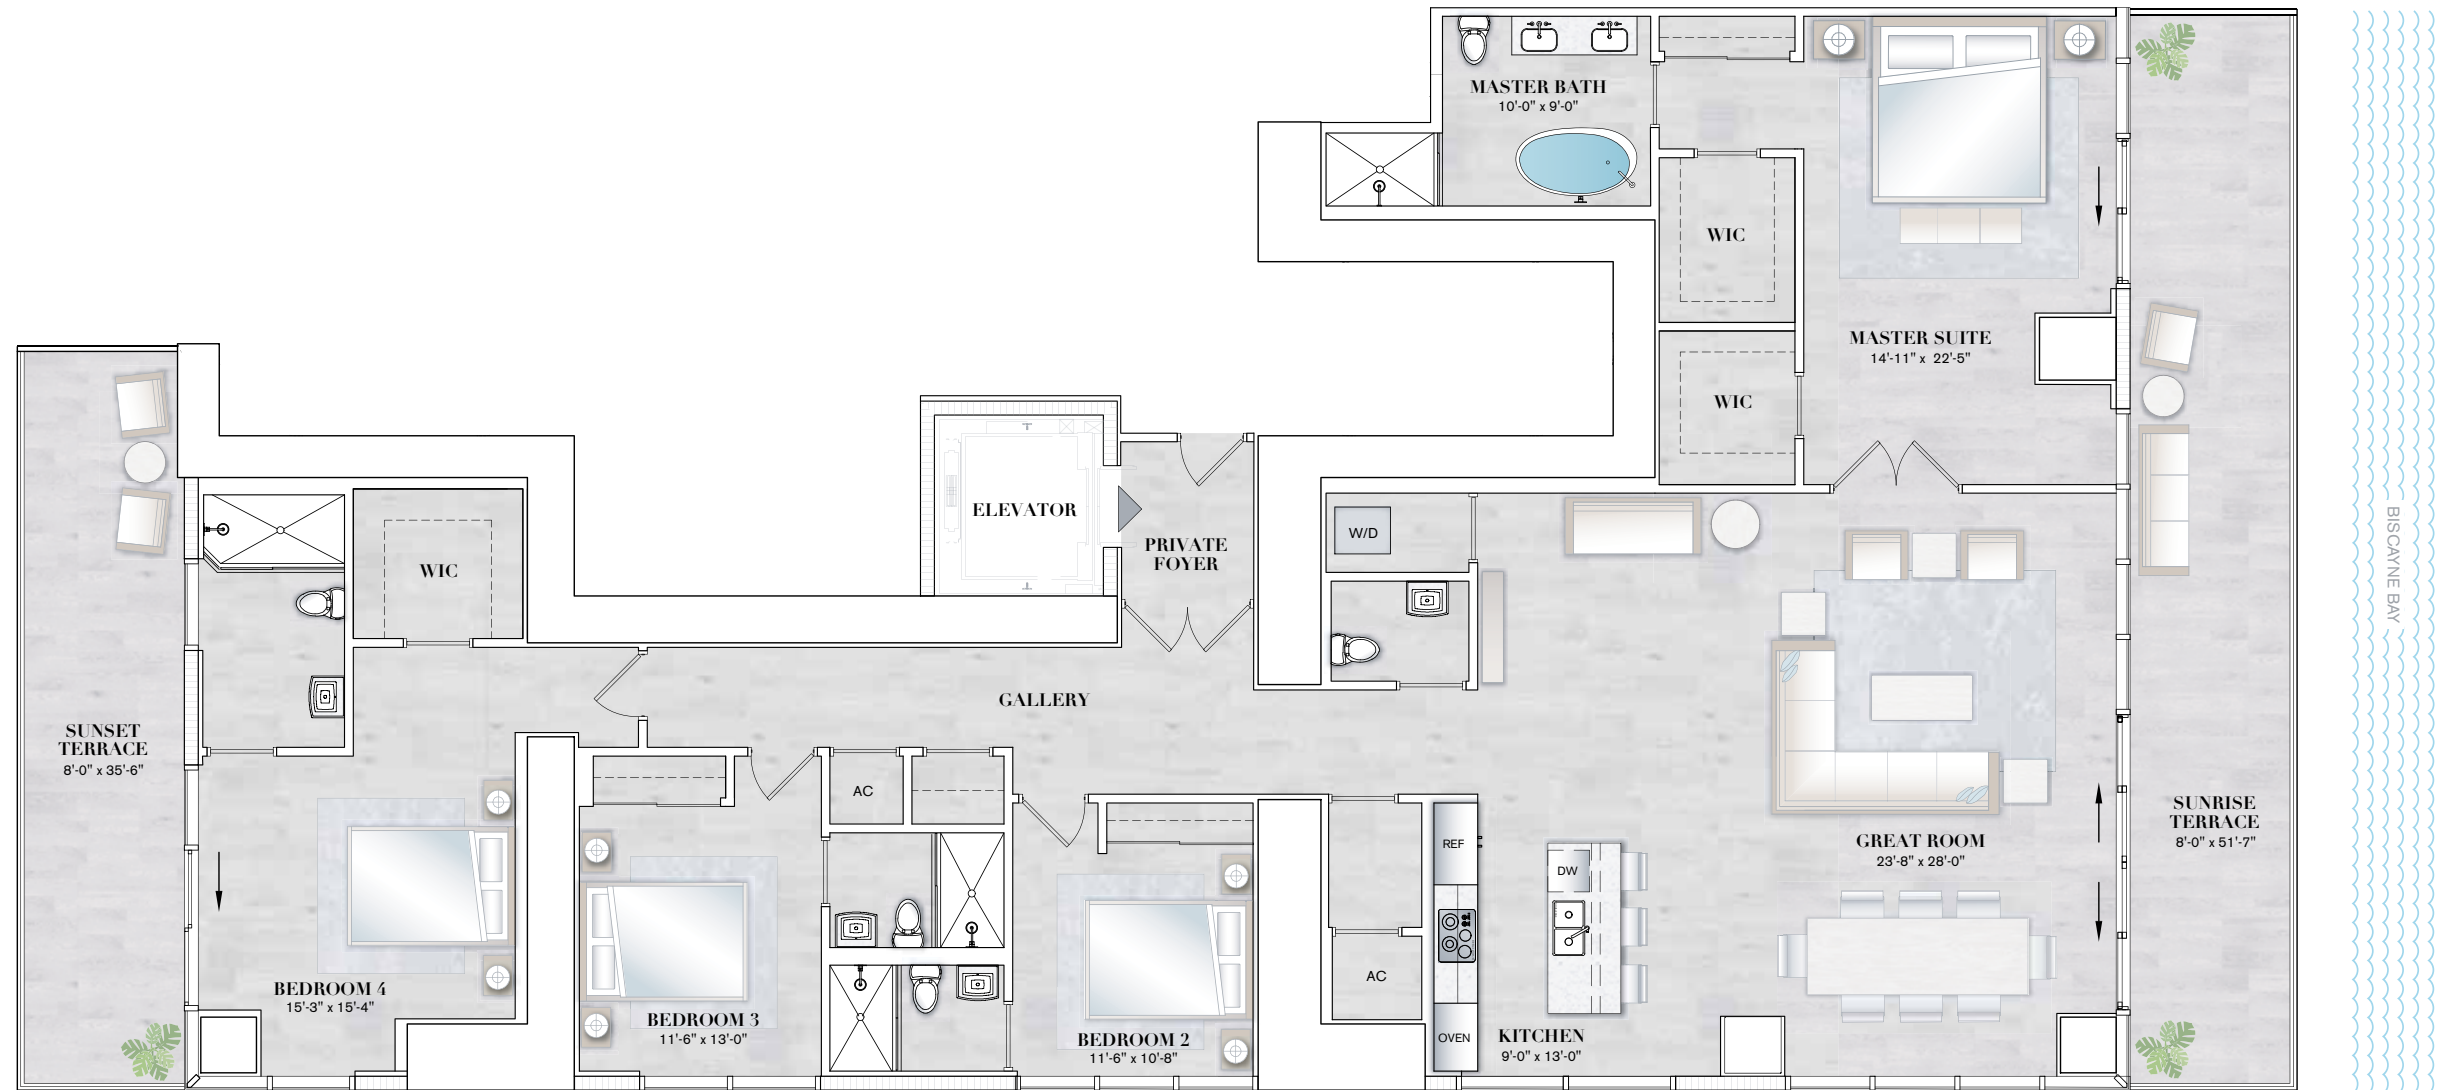 MASTER BATH
10'-0" x 9'-0"
WIC
MASTER SUITE
14'-11" x 22'-5"
WIC
ELEVATOR
PRIVATE
FOYER
W/D
WIC
BISCAYNE BAY
GALLERY
SUNSET
TERRACE
8'-0" x 35'-6"
AC
SUNRISE
TERRACE
8'-0" x 51'-7"
GREAT ROOM
23'-8" x 28'-0"
REF
DW
AC
BEDROOM 4
15'-3" x 15'-4"
BEDROOM 3
11'-6" x 13'-0"
BEDROOM 2
11'-6" x 10'-8"
OVEN
KITCHEN
9'-0" x 13'-0"